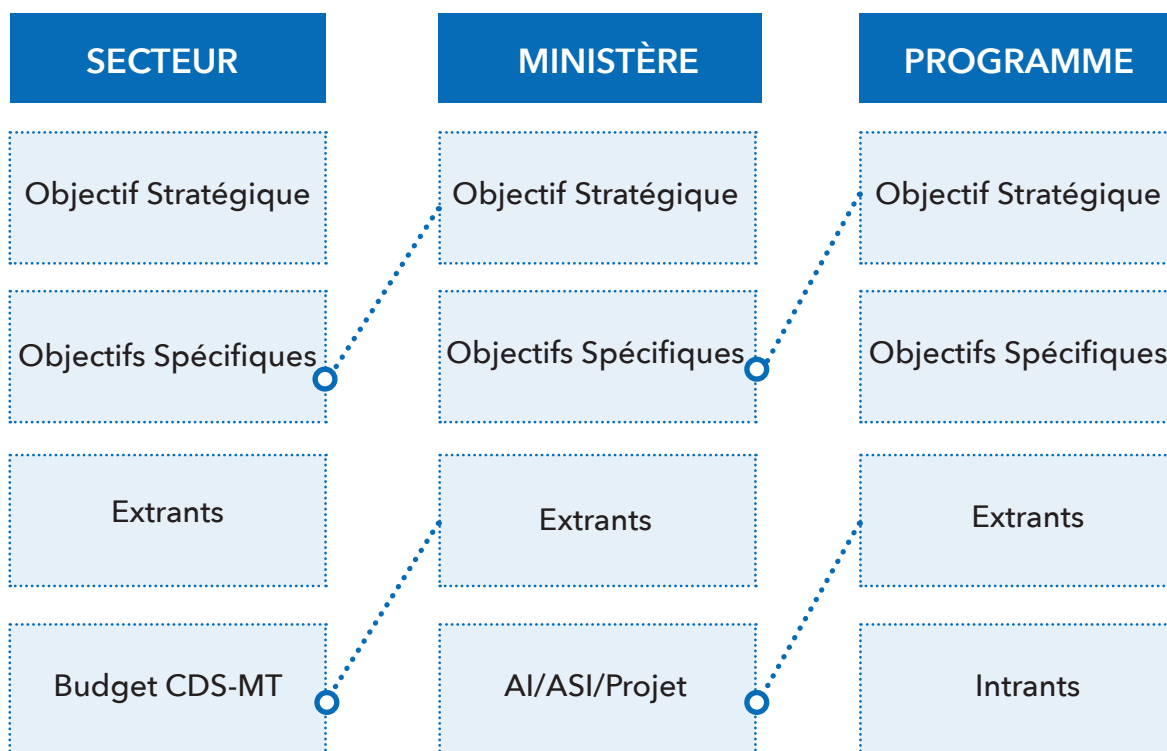 SECTEUR
MINISTÈRE
PROGRAMME
Objectif Stratégique
Objectif Stratégique
Objectif Stratégique
Objectifs Spécifiques
Objectifs Spécifiques
Objectifs Spécifiques
Extrants
Extrants
Extrants
Budget CDS-MT
AI/ASI/Projet
Intrants